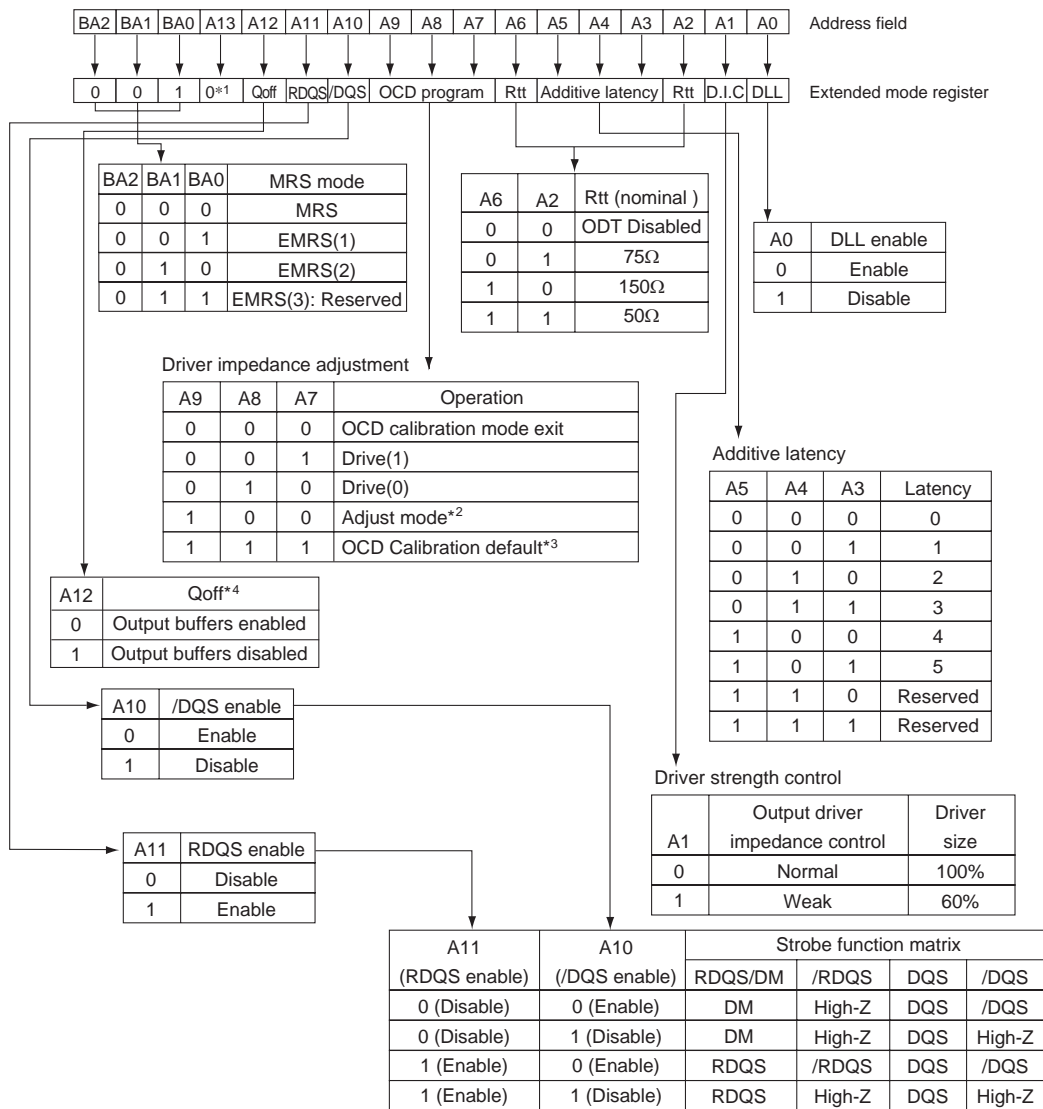 BA2 BA1 BA0 A13 A12 A11 A10 A9 A8 A7 A6 A5 A4 A3 A2 A1 A0 Address field
0 0 1 0*1 Qoff RDQS /DQS OCD program Rtt Additive latency Rtt D.I.C DLL Extended mode register
BA2 BA1 BA0 MRS mode
0 0 0 MRS
0 0 1 EMRS(1)
0 1 0 EMRS(2)
0 1 1 EMRS(3): Reserved
A6 A2 Rtt (nominal )
0 0 ODT Disabled
0 1 75Ω
1 0 150Ω
1 1 50Ω
A0 DLL enable
0 Enable
1 Disable
Driver impedance adjustment
A9 A8 A7 Operation
0 0 0 OCD calibration mode exit
0 0 1 Drive(1)
0 1 0 Drive(0)
1 0 0 Adjust mode*2
1 1 1 OCD Calibration default*3
Additive latency
A5 A4 A3 Latency
0 0 0 0
0 0 1 1
0 1 0 2
0 1 1 3
1 0 0 4
1 0 1 5
1 1 0 Reserved
1 1 1 Reserved
A12 Qoff*4
0 Output buffers enabled
1 Output buffers disabled
A10 /DQS enable
0 Enable
1 Disable
Driver strength control
A1 Output driver impedance control Driver size
0 Normal 100%
1 Weak 60%
A11 RDQS enable
0 Disable
1 Enable
A11 A10 Strobe function matrix
(RDQS enable) (/DQS enable) RDQS/DM /RDQS DQS /DQS
0 (Disable) 0 (Enable) DM High-Z DQS /DQS
0 (Disable) 1 (Disable) DM High-Z DQS High-Z
1 (Enable) 0 (Enable) RDQS /RDQS DQS /DQS
1 (Enable) 1 (Disable) RDQS High-Z DQS High-Z